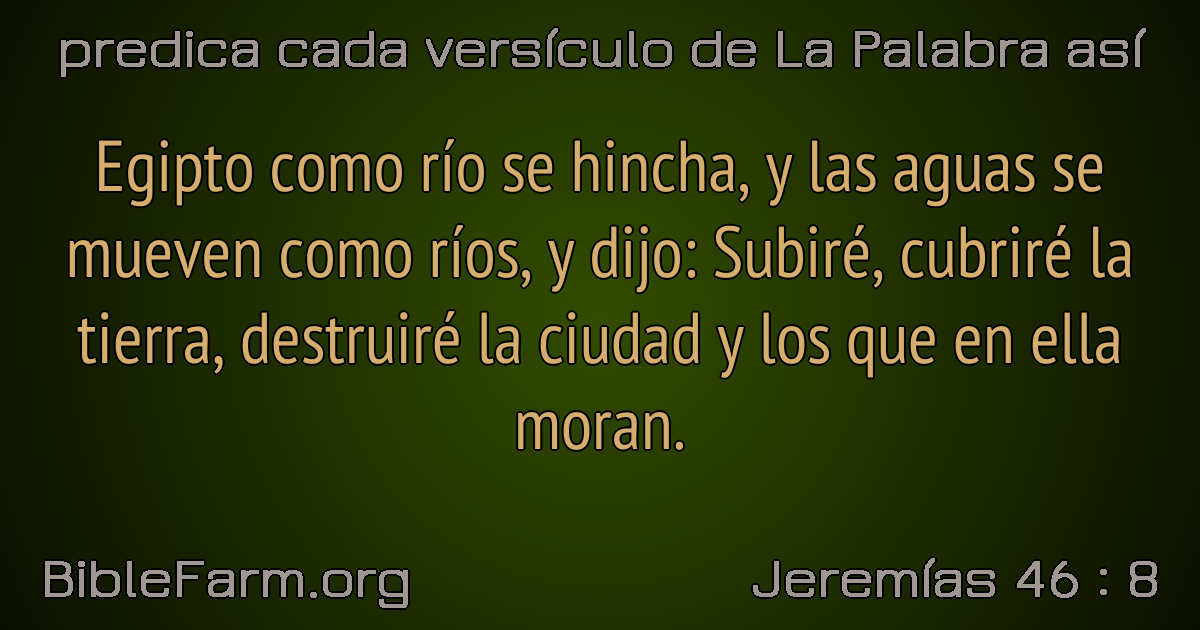 predica cada versículo de La Palabra así
Egipto como río se hincha, y las aguas se
mueven como ríos, y dijo: Subiré, cubriré la
tierra, destruiré la ciudad y los que en ella
moran.
BibleFarm.org
Jeremías 46 : 8